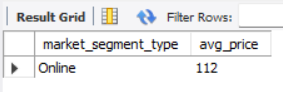 Result Grid Filter Rows:
market_segment_type avg_price
Online 112